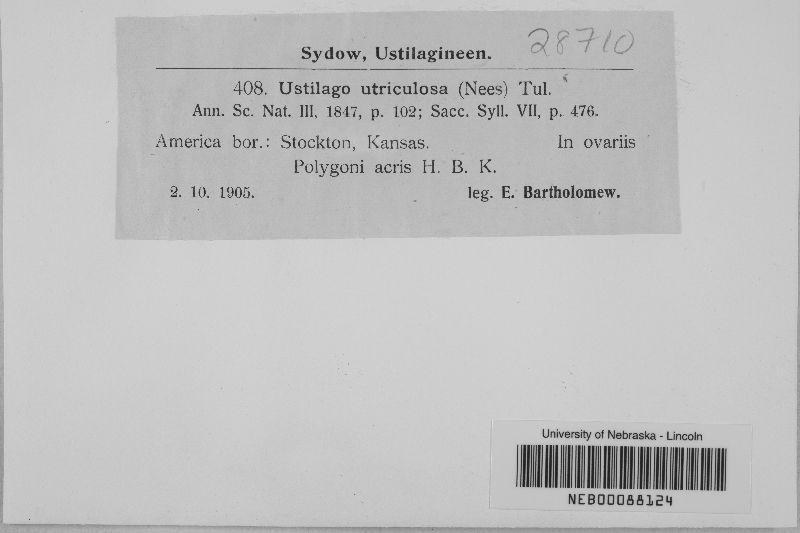 28710
Sydow, Ustilagineen.
408. Ustilago utriculosa (Nees) Tul.
Ann. Sc. Nat. III, 1847, p. 102; Sacc. Syll. VII, p. 476.
America bor.: Stockton, Kansas. In ovariis
Polygoni acris H. B. K.
2. 10. 1905. leg. E. Bartholomew.
University of Nebraska - Lincoln
NEB00088124